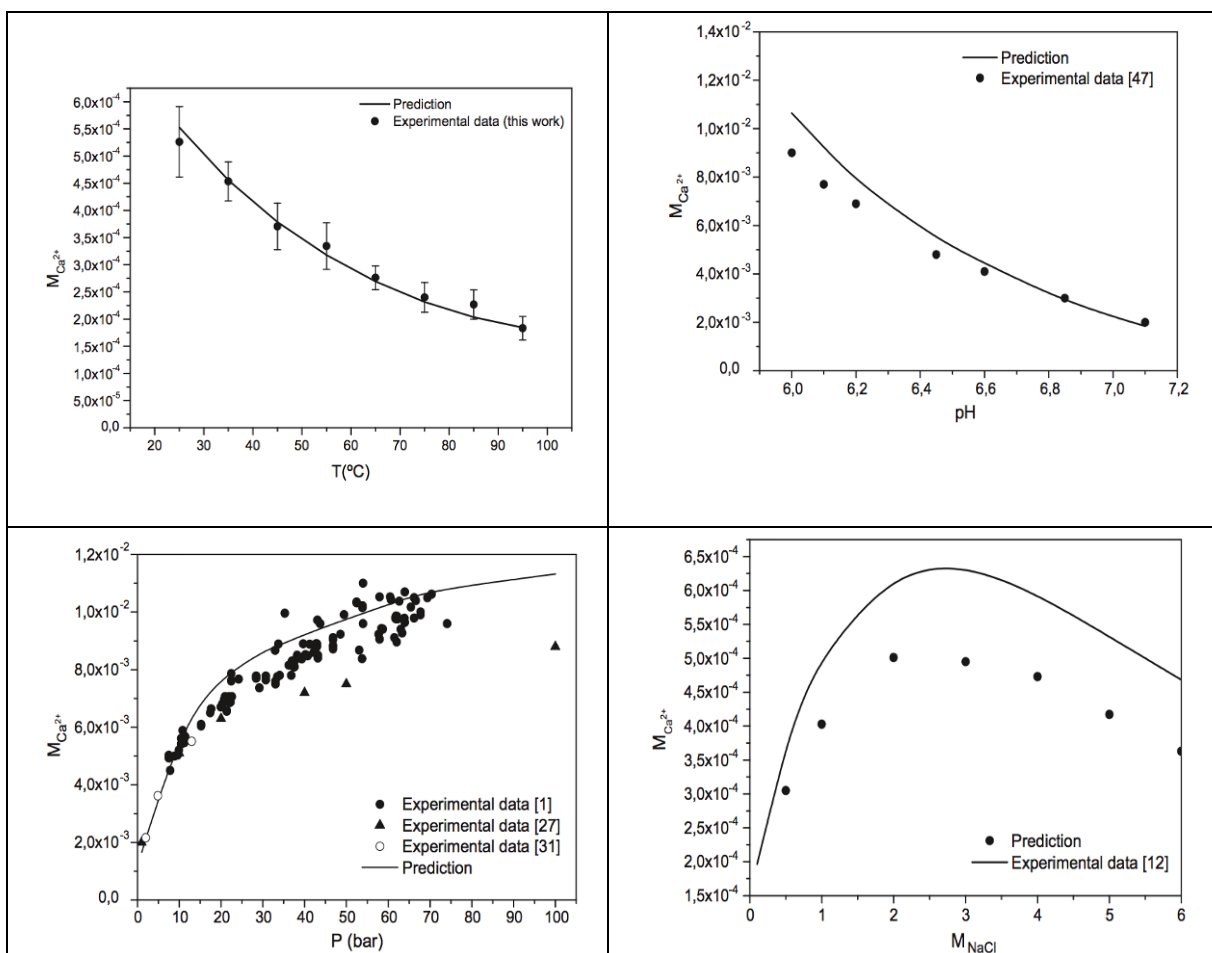 Prediction
Experimental data (this work)
6,0x10⁻⁴
5,5x10⁻⁴
5,0x10⁻⁴
4,5x10⁻⁴
4,0x10⁻⁴
3,5x10⁻⁴
3,0x10⁻⁴
2,5x10⁻⁴
2,0x10⁻⁴
1,5x10⁻⁴
1,0x10⁻⁴
5,0x10⁻⁵
0,0
M Ca²⁺
20 30 40 50 60 70 80 90 100
T(ºC)
Prediction
Experimental data [47]
1,4x10⁻²
1,2x10⁻²
1,0x10⁻²
8,0x10⁻³
6,0x10⁻³
4,0x10⁻³
2,0x10⁻³
0,0
M Ca²⁺
6,0 6,2 6,4 6,6 6,8 7,0 7,2
pH
1,2x10⁻²
1,0x10⁻²
8,0x10⁻³
6,0x10⁻³
4,0x10⁻³
2,0x10⁻³
0,0
M Ca²⁺
Experimental data [1]
Experimental data [27]
Experimental data [31]
Prediction
0 10 20 30 40 50 60 70 80 90 100
P (bar)
6,5x10⁻⁴
6,0x10⁻⁴
5,5x10⁻⁴
5,0x10⁻⁴
4,5x10⁻⁴
4,0x10⁻⁴
3,5x10⁻⁴
3,0x10⁻⁴
2,5x10⁻⁴
2,0x10⁻⁴
1,5x10⁻⁴
M Ca²⁺
Prediction
Experimental data [12]
0 1 2 3 4 5 6
M NaCl